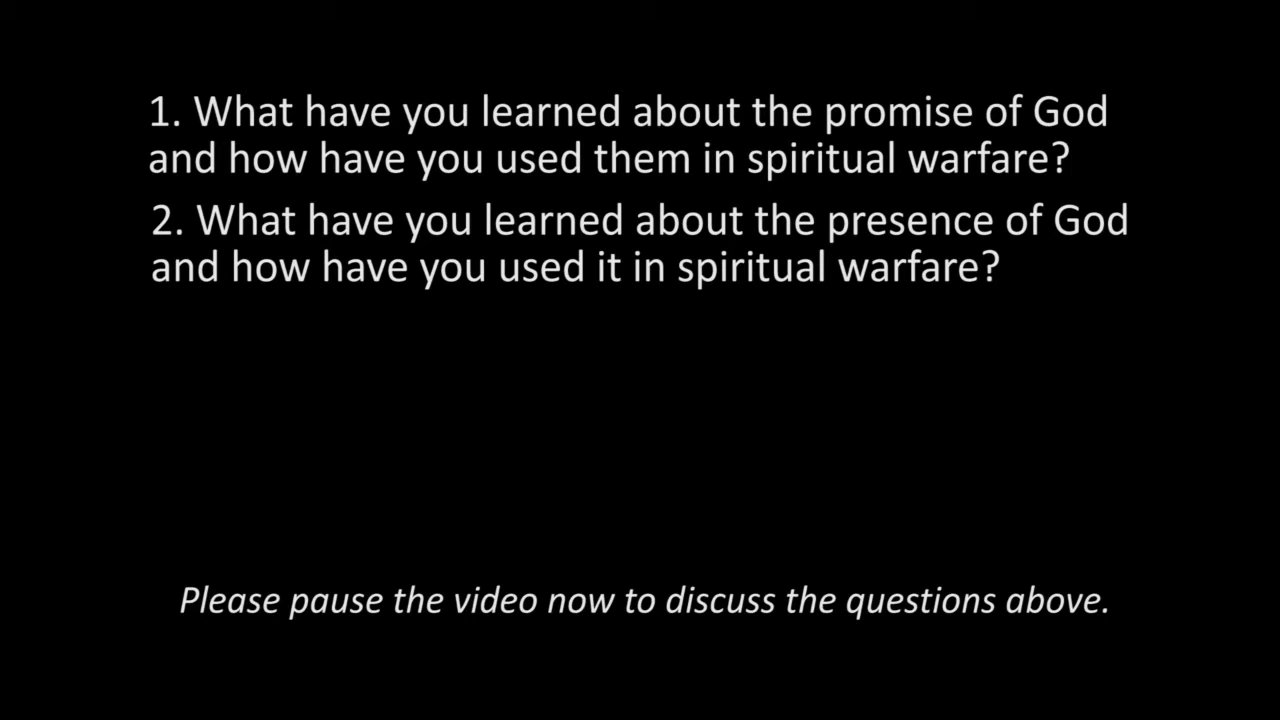 1. What have you learned about the promise of God
and how have you used them in spiritual warfare?
2. What have you learned about the presence of God
and how have you used it in spiritual warfare?
Please pause the video now to discuss the questions above.